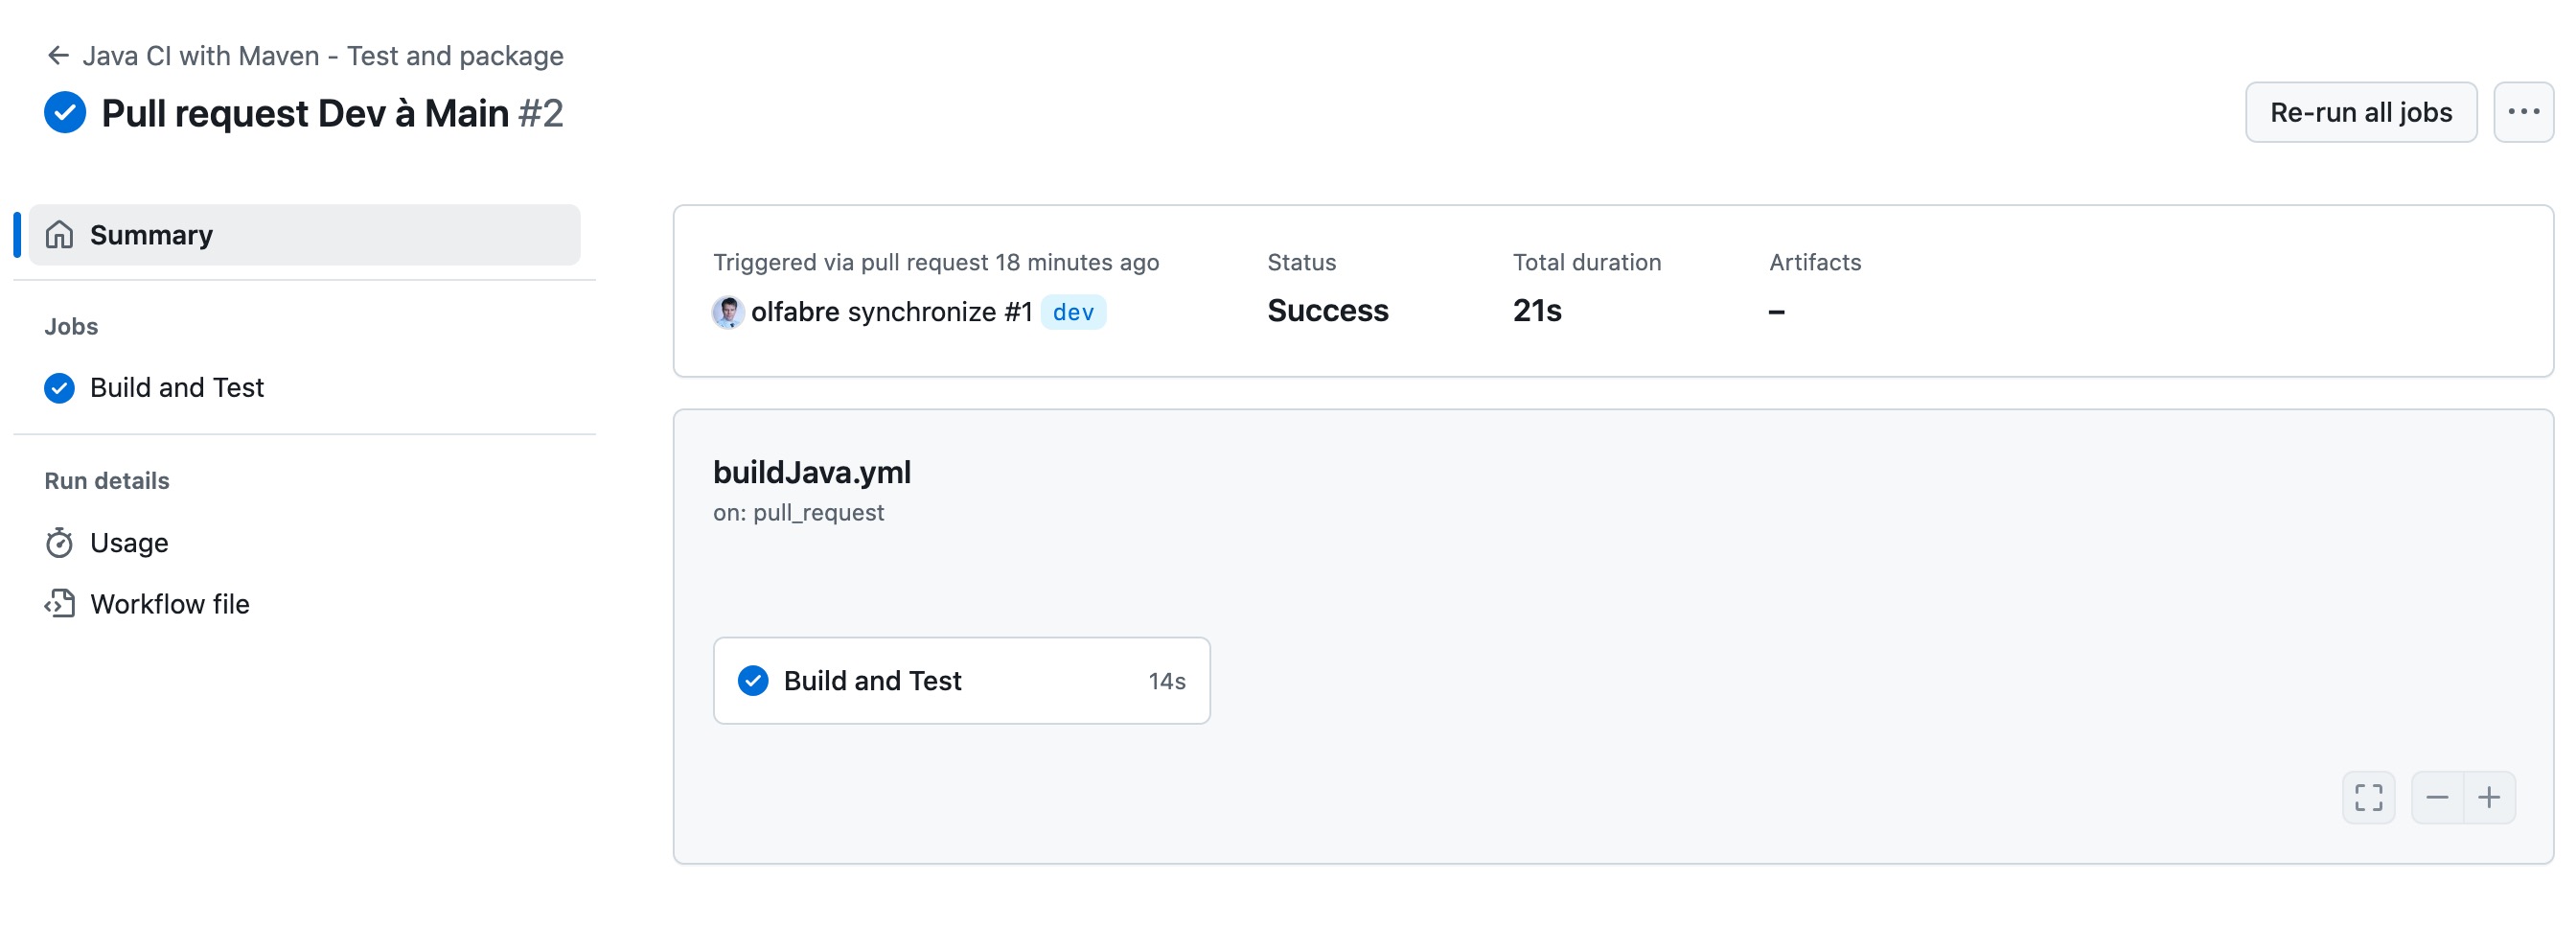 Java CI with Maven - Test and package
Pull request Dev à Main #2
Re-run all jobs
Summary
Jobs
Build and Test
Run details
Usage
Workflow file
Triggered via pull request 18 minutes ago
olfabre synchronize #1 dev
Status
Success
Total duration
21s
Artifacts
–
buildJava.yml
on: pull_request
Build and Test 14s